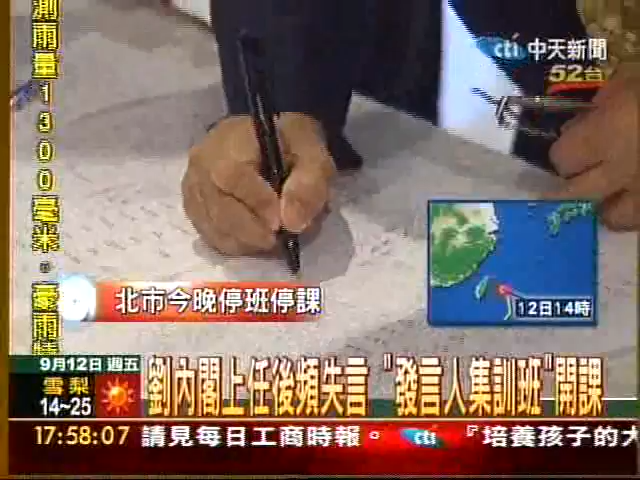 測雨量1300毫米。豪雨
cti 中天新聞
52台
北市今晚停班停課
12日14時
9月12日 週五
雪梨
14~25
劉內閣上任後頻失言 "發言人集訓班"開課
17:58:07 請見每日工商時報。 cti 『培養孩子的大